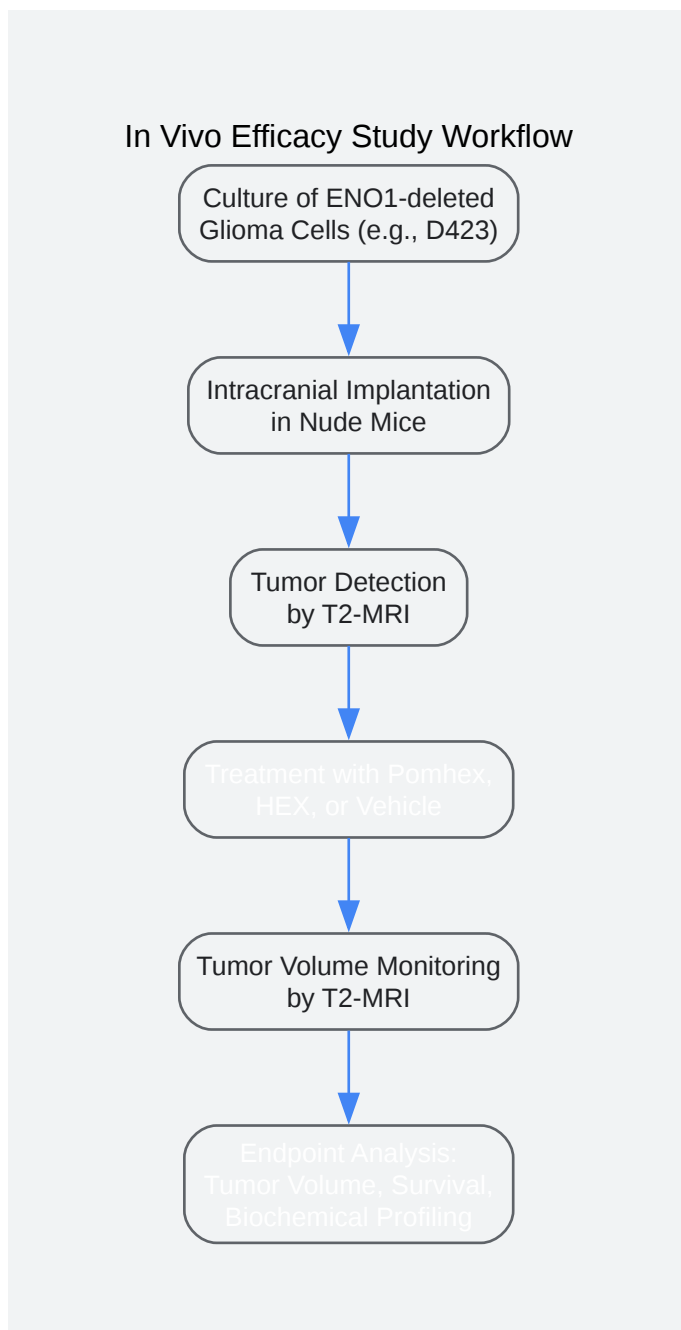 In Vivo Efficacy Study Workflow
Culture of ENO1-deleted
Glioma Cells (e.g., D423)
Intracranial Implantation
in Nude Mice
Tumor Detection
by T2-MRI
Treatment with Pomhex,
HEX, or Vehicle
Tumor Volume Monitoring
by T2-MRI
Endpoint Analysis:
Tumor Volume, Survival,
Biochemical Profiling